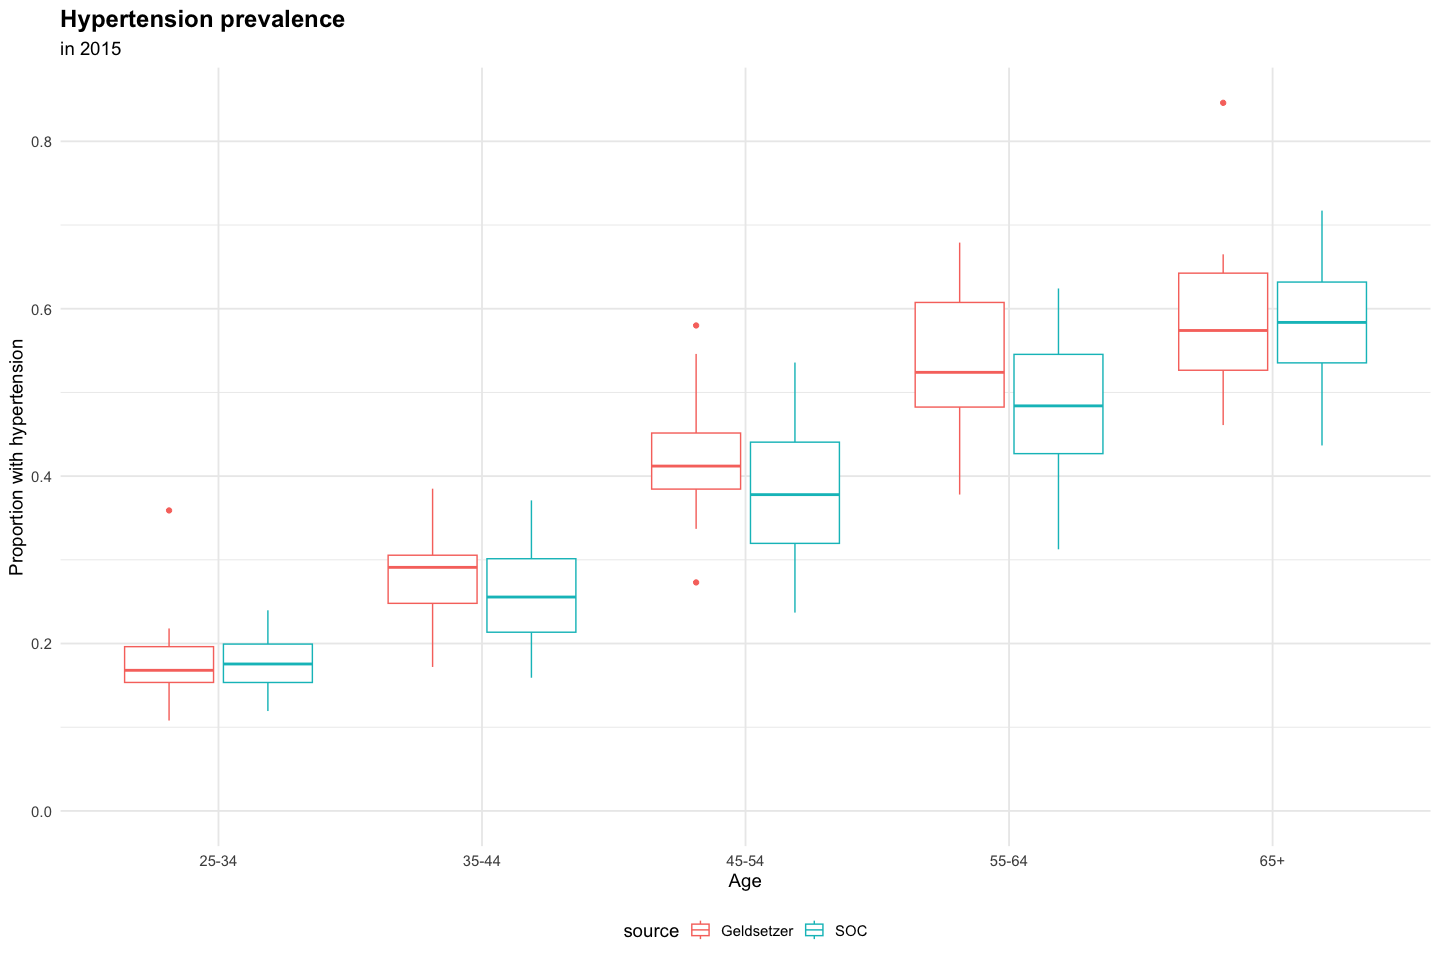 Hypertension prevalence
in 2015
Proportion with hypertension
0.8
0.6
0.4
0.2
0.0
25-34 35-44 45-54 55-64 65+
Age
source Geldsetzer SOC